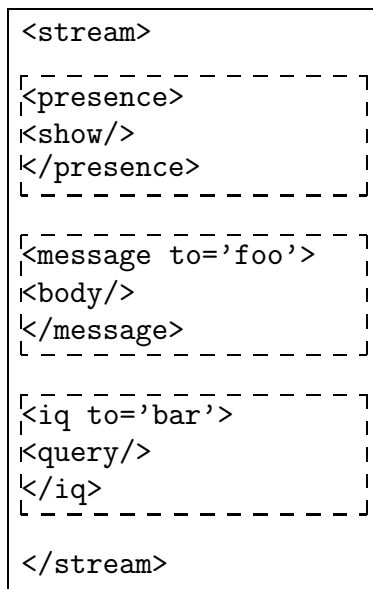 <stream>
<presence>
<show/>
</presence>
<message to=’foo’>
<body/>
</message>
<iq to=’bar’>
<query/>
</iq>
</stream>